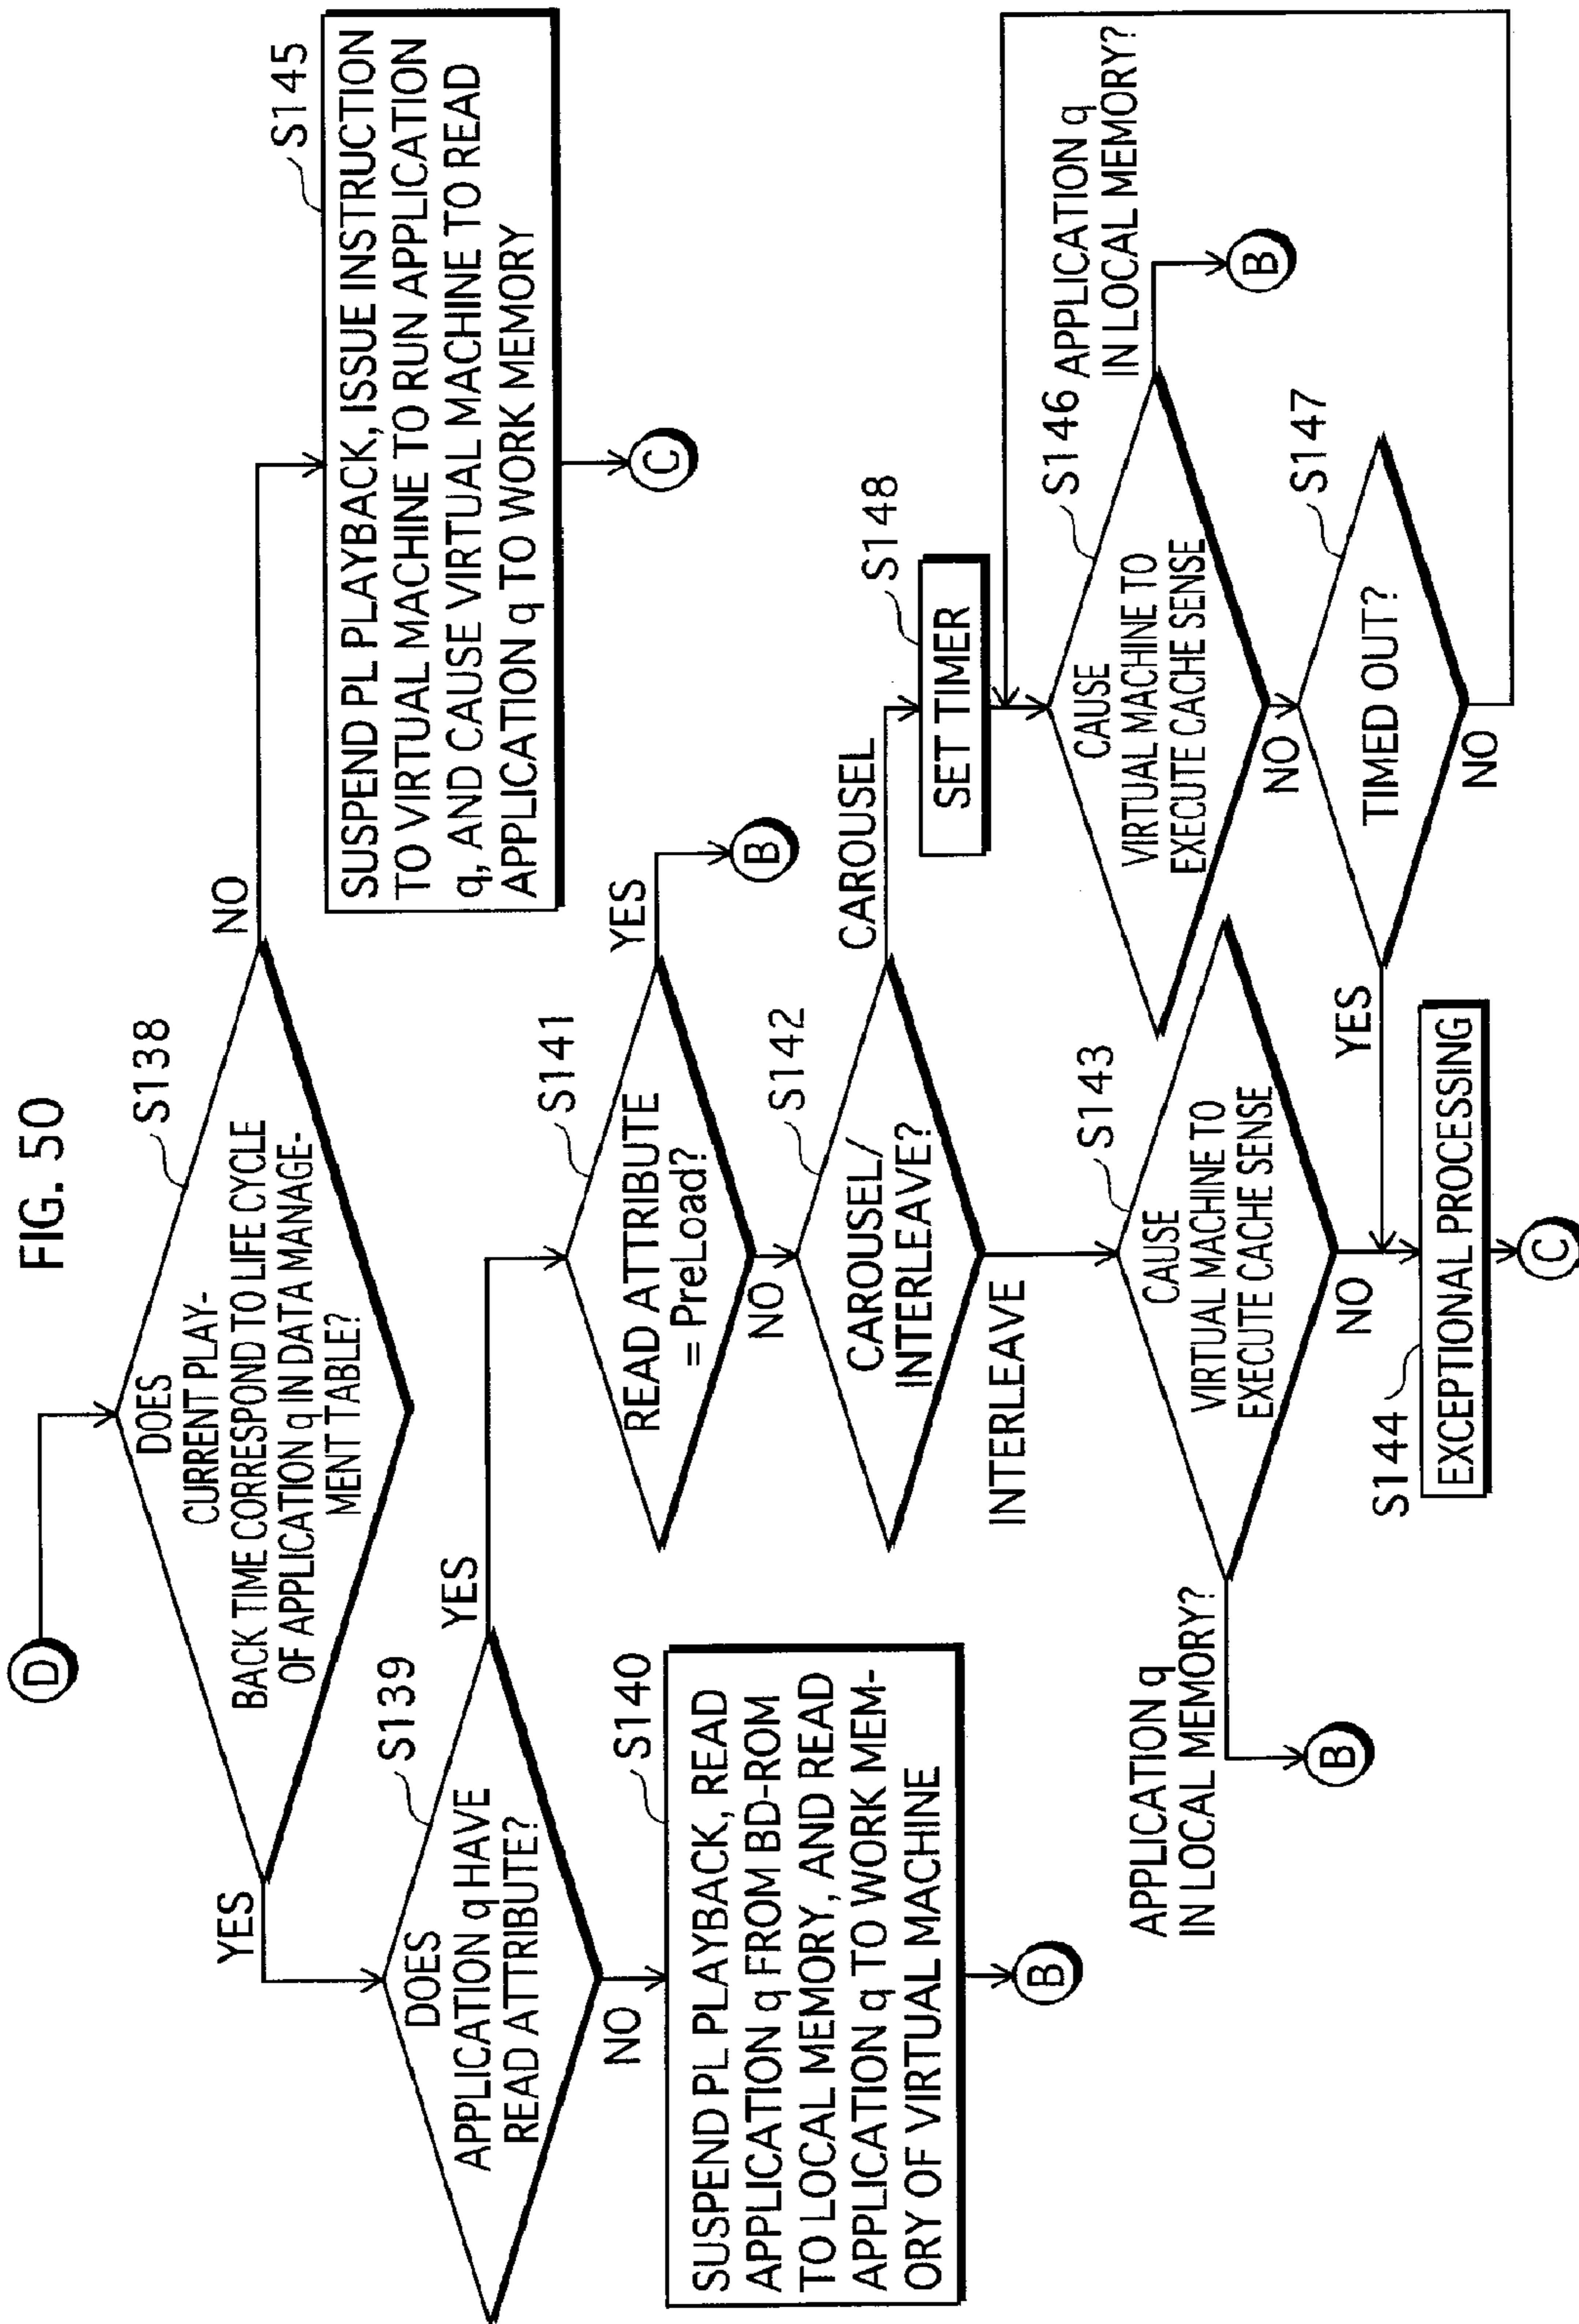 FIG. 50
D
S138
DOES
CURRENT PLAY-
BACK TIME CORRESPOND TO LIFE CYCLE
OF APPLICATION q IN DATA MANAGE-
MENT TABLE?
YES
NO
S139
DOES
APPLICATION q HAVE
READ ATTRIBUTE?
YES
NO
S140
SUSPEND PL PLAYBACK, READ
APPLICATION q FROM BD-ROM
TO LOCAL MEMORY, AND READ
APPLICATION q TO WORK MEM-
ORY OF VIRTUAL MACHINE
B
S141
READ ATTRIBUTE
= PreLoad?
YES
B
NO
S142
CAROUSEL/
INTERLEAVE?
CAROUSEL
INTERLEAVE
S143
CAUSE
VIRTUAL MACHINE TO
EXECUTE CACHE SENSE
APPLICATION q
IN LOCAL MEMORY?
B
NO
S144
EXCEPTIONAL PROCESSING
C
S145
SUSPEND PL PLAYBACK, ISSUE INSTRUCTION
TO VIRTUAL MACHINE TO RUN APPLICATION
q, AND CAUSE VIRTUAL MACHINE TO READ
APPLICATION q TO WORK MEMORY
C
S148
SET TIMER
S146
CAUSE
VIRTUAL MACHINE TO
EXECUTE CACHE SENSE
APPLICATION q
IN LOCAL MEMORY?
B
NO
S147
TIMED OUT?
YES
NO